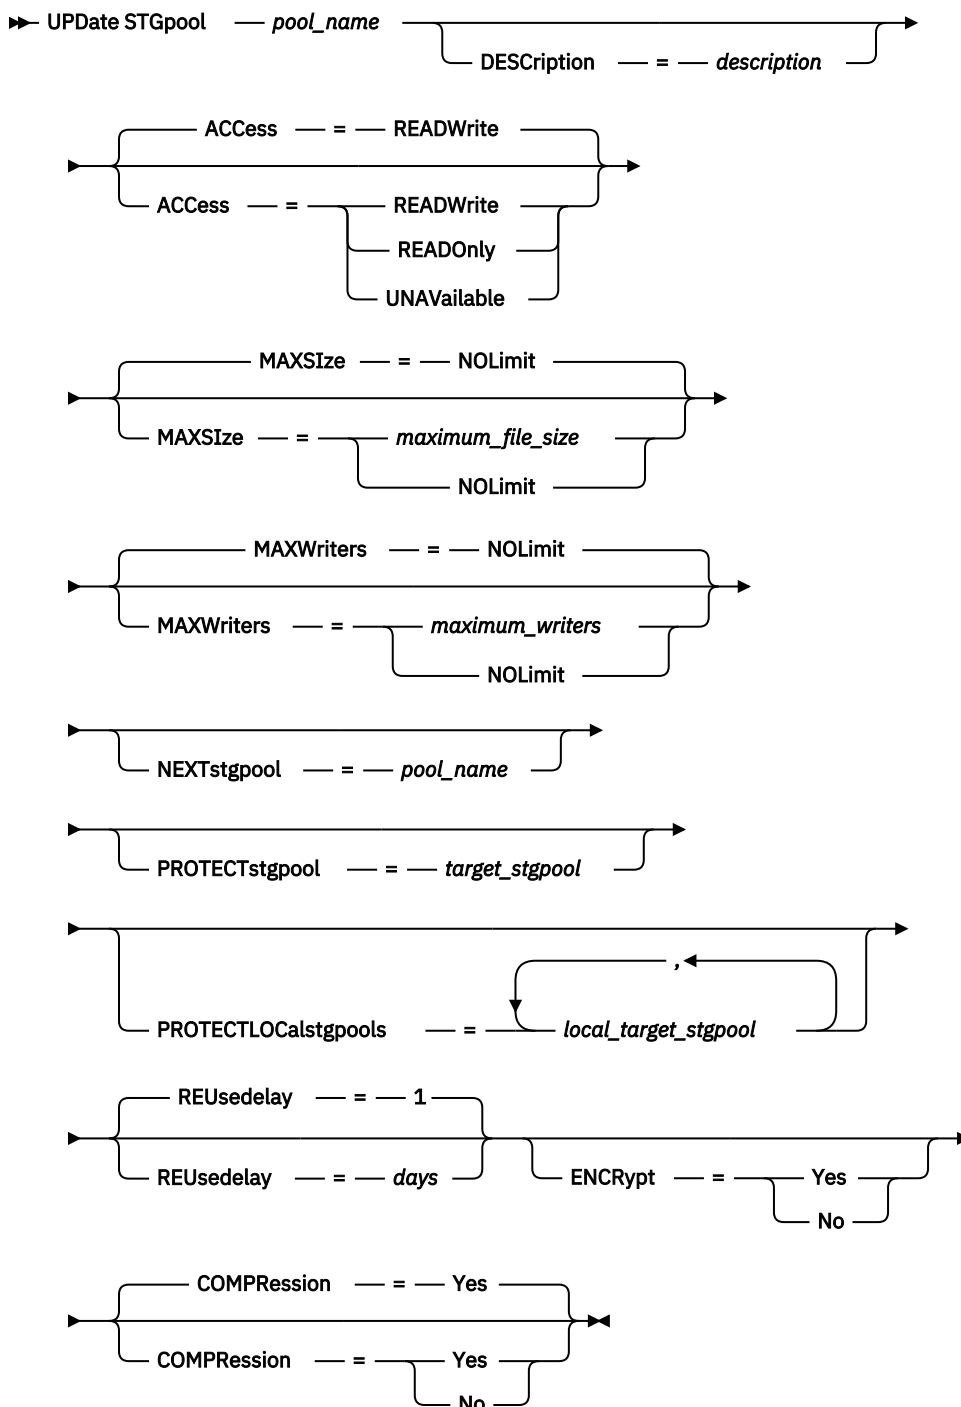 UPDate STGpool pool_name
DESCription = description
ACCess = READWrite
ACCess = READWrite
READOnly
UNAVailable
MAXSIze = NOLimit
MAXSIze = maximum_file_size
NOLimit
MAXWriters = NOLimit
MAXWriters = maximum_writers
NOLimit
NEXTstgpool = pool_name
PROTECTstgpool = target_stgpool
,
PROTECTLOCalstgpools = local_target_stgpool
REUsedelay = 1
REUsedelay = days ENCRypt = Yes
No
COMPRession = Yes
COMPRession = Yes
No